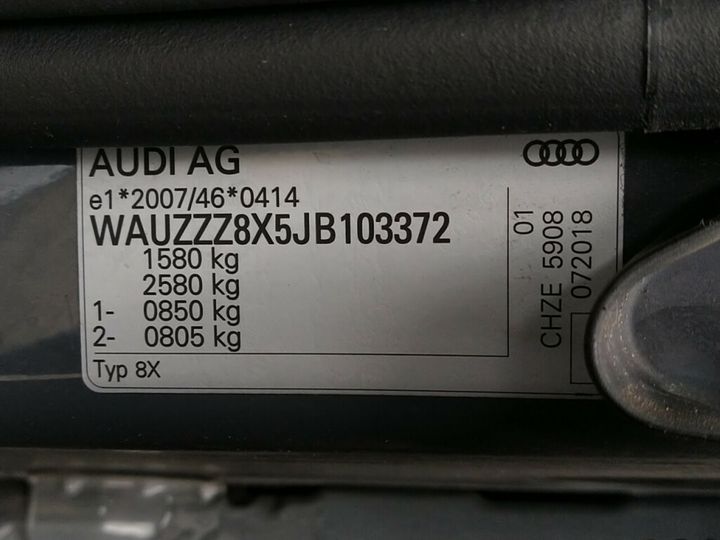 AUDI AG
e1*2007/46*0414
WAUZZZ8X5JB103372
1580 kg
2580 kg
1- 0850 kg
2- 0805 kg
Typ 8X
01
CHZE 5908
072018